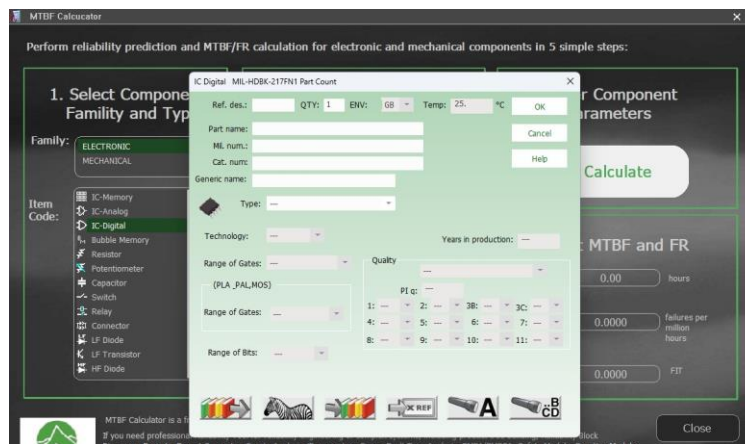 MTBF Calcucator
Perform reliability prediction and MTBF/FR calculation for electronic and mechanical components in 5 simple steps:
1. Select Compone
Famility and Typ
Family:
ELECTRONIC
MECHANICAL
Item
Code:
IC-Memory
IC-Analog
IC-Digital
Bubble Memory
Resistor
Potentiometer
Capacitor
Switch
Relay
Connector
LF Diode
LF Transistor
HF Diode
IC Digital MIL-HDBK-217FN1 Part Count
Ref. des.: QTY: 1 ENV: GB Temp: 25. °C OK
Part name: Cancel
Mil. num.:
Cat. num: Help
Generic name:
Type: ---
Technology: --- Years in production: ---
Range of Gates: --- Quality
---
(PLA ,PAL,MOS) PI q: ---
Range of Gates: --- 1: --- 2: --- 3B: --- 3C: ---
4: --- 5: --- 6: --- 7: ---
8: --- 9: --- 10: --- 11: ---
Range of Bits: ---
X REF A B CD
r Component
arameters
Calculate
: MTBF and FR
0.00 hours
0.0000 failures per
million
hours
0.0000 FIT
MTBF Calculator is a fr
If you need professiona
lock
Close